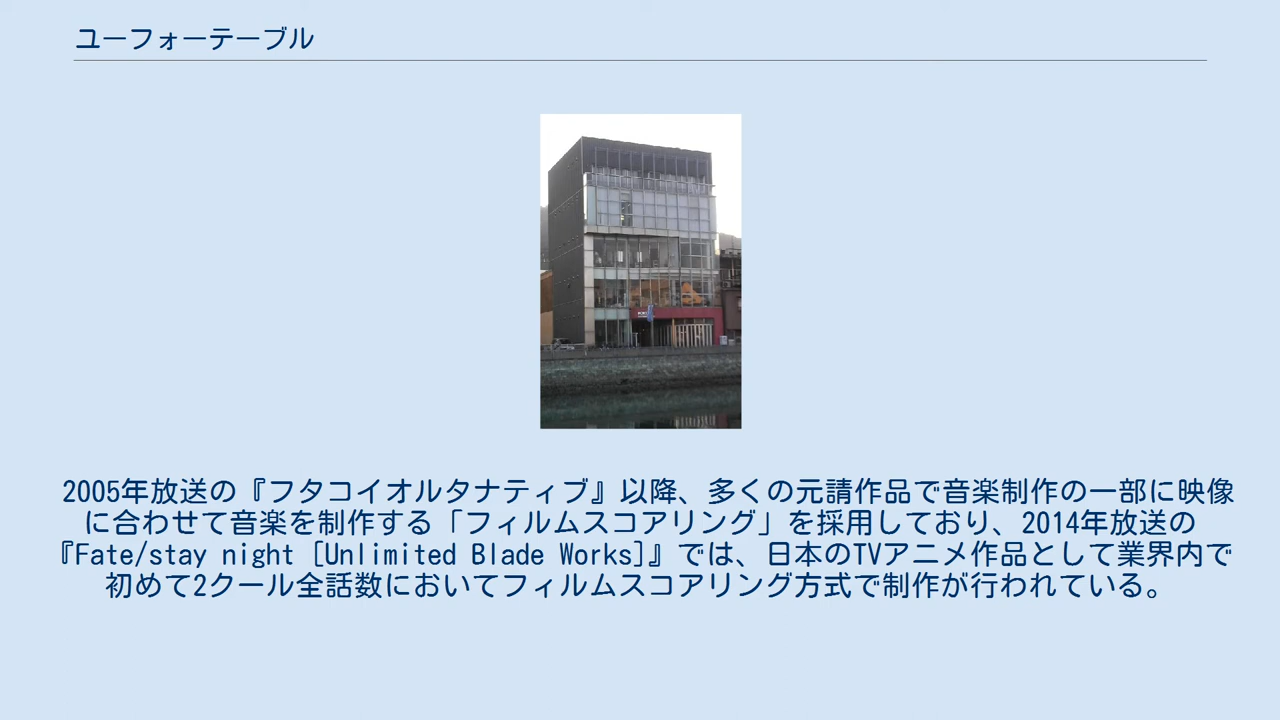 ユーフォーテーブル
2005年放送の『フタコイオルタナティブ』以降、多くの元請作品で音楽制作の一部に映像
に合わせて音楽を制作する「フィルムスコアリング」を採用しており、2014年放送の
『Fate/stay night [Unlimited Blade Works]』では、日本のTVアニメ作品として業界内で
初めて2クール全話数においてフィルムスコアリング方式で制作が行われている。